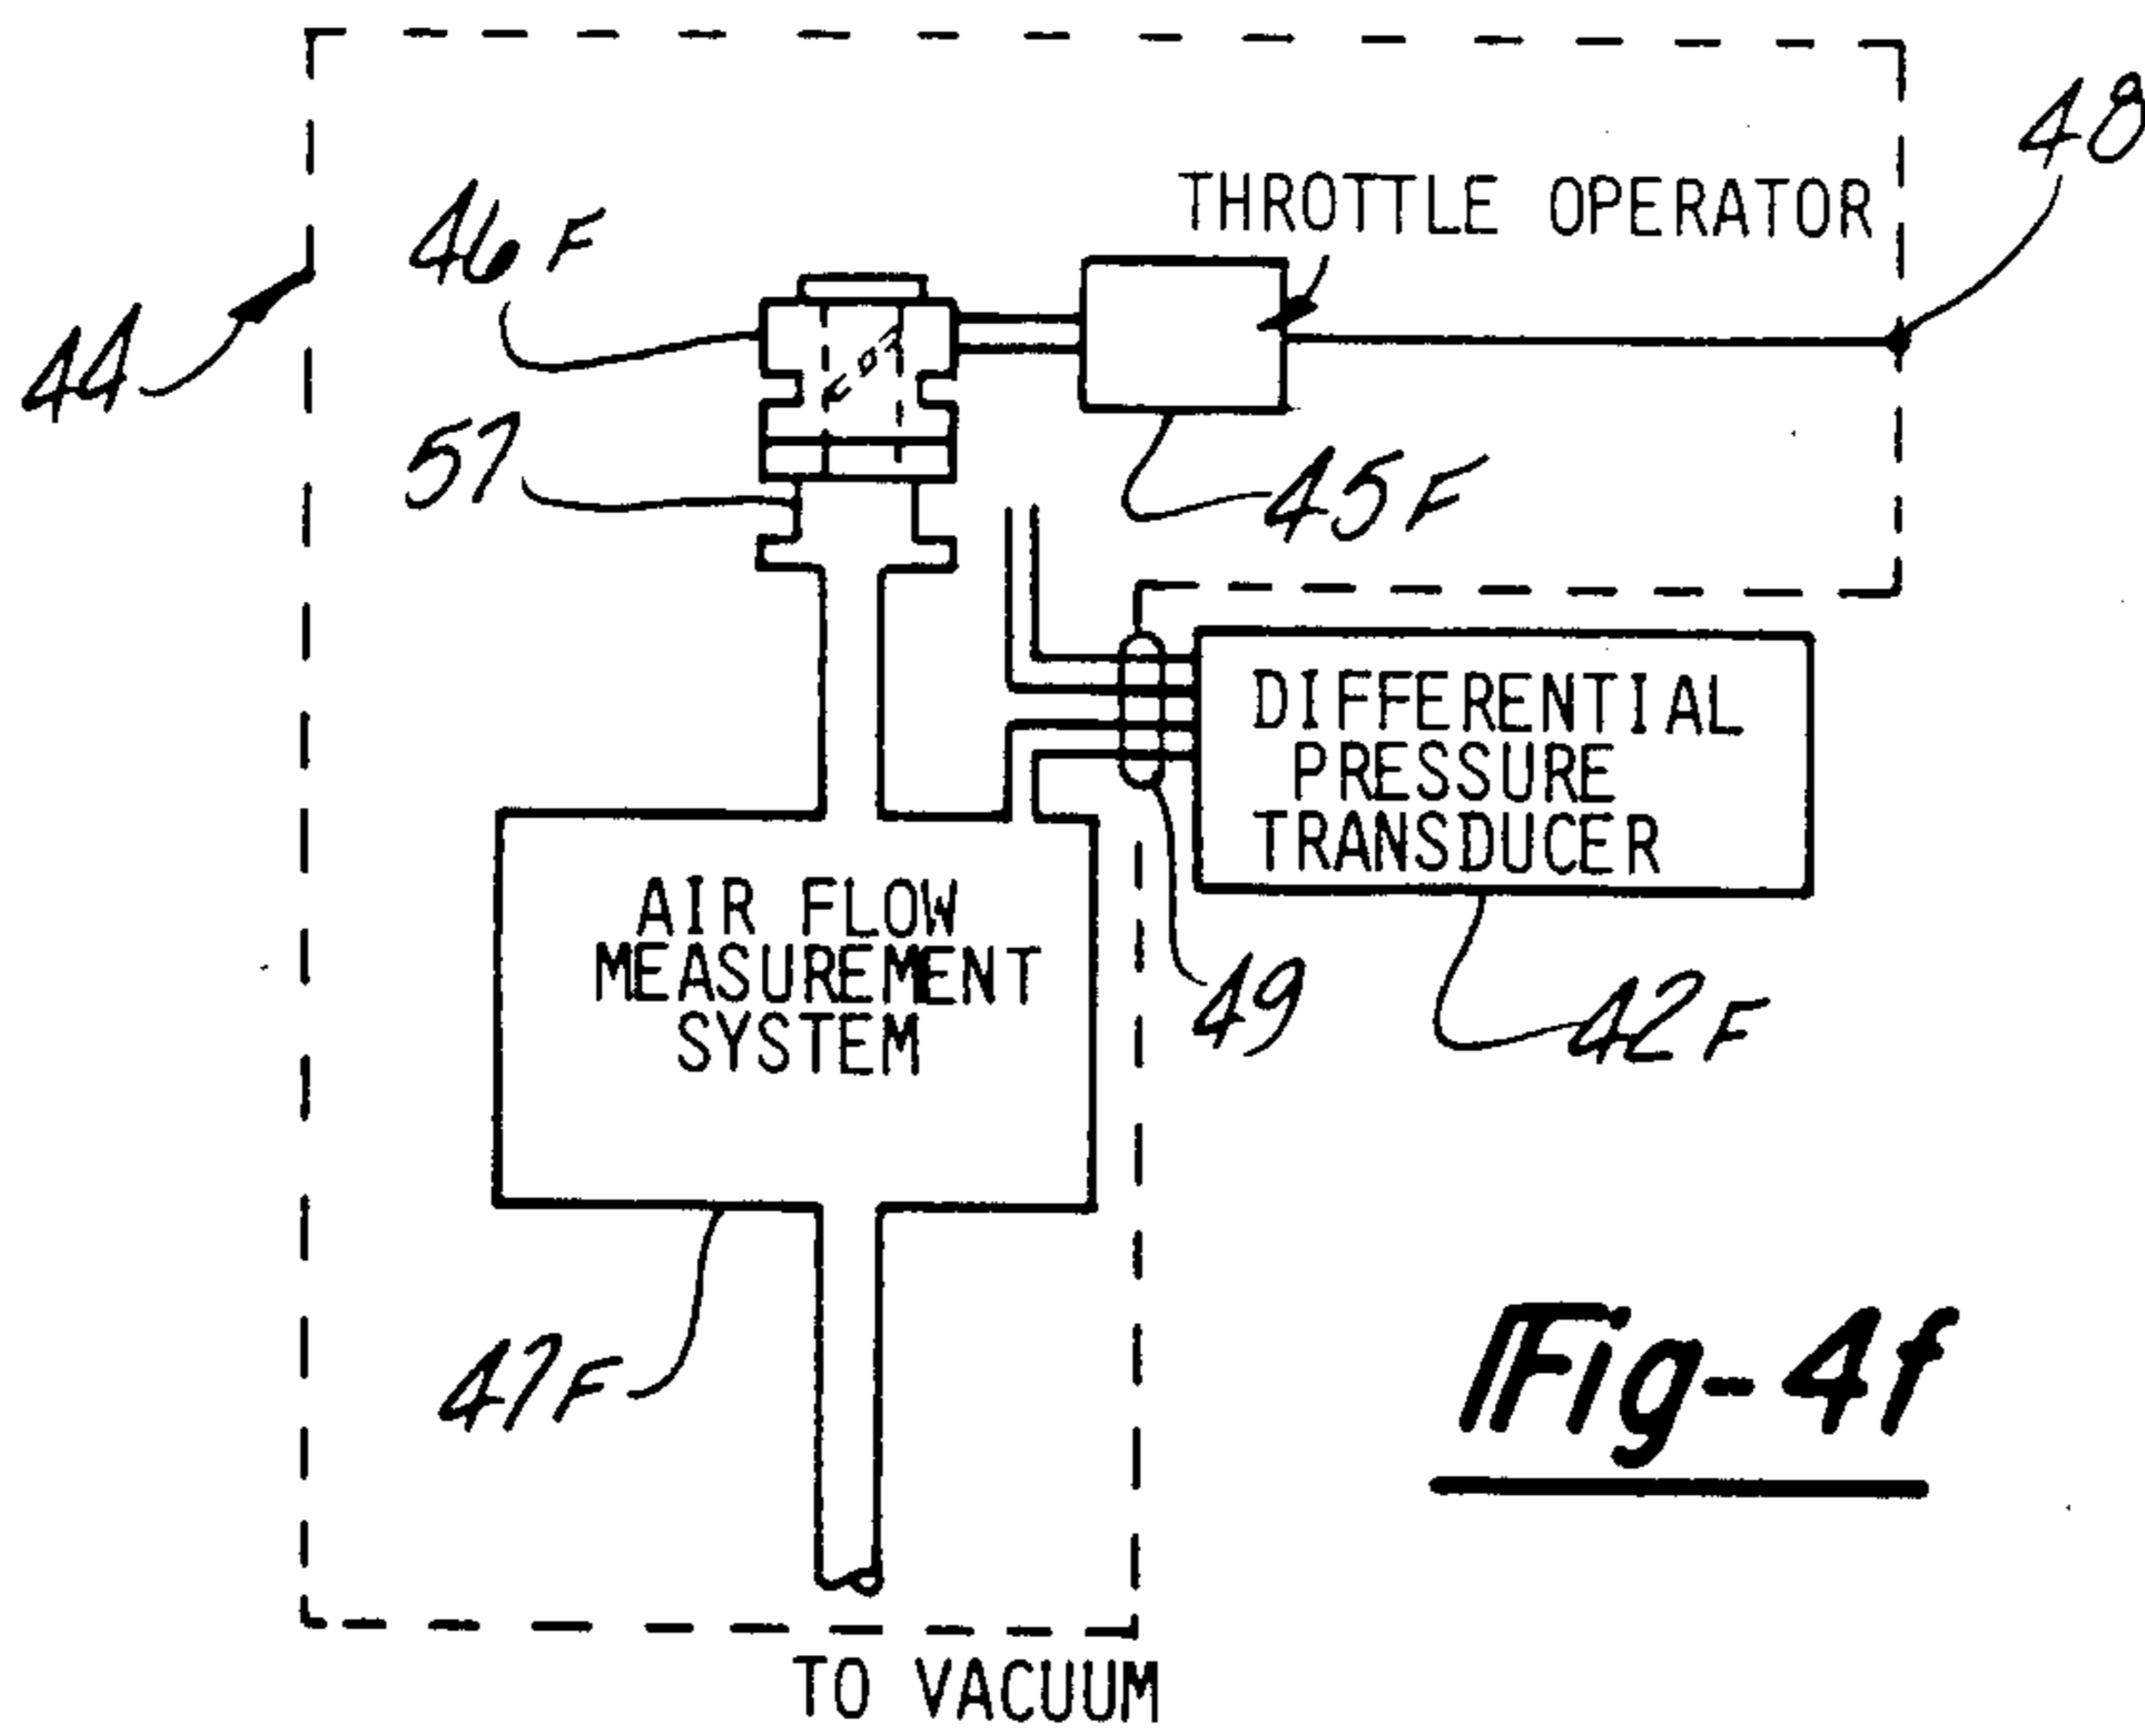 48
THROTTLE OPERATOR
46F
44
57
45F
DIFFERENTIAL
PRESSURE
TRANSDUCER
AIR FLOW
MEASUREMENT
SYSTEM
49
42F
47F
Fig-4f
TO VACUUM